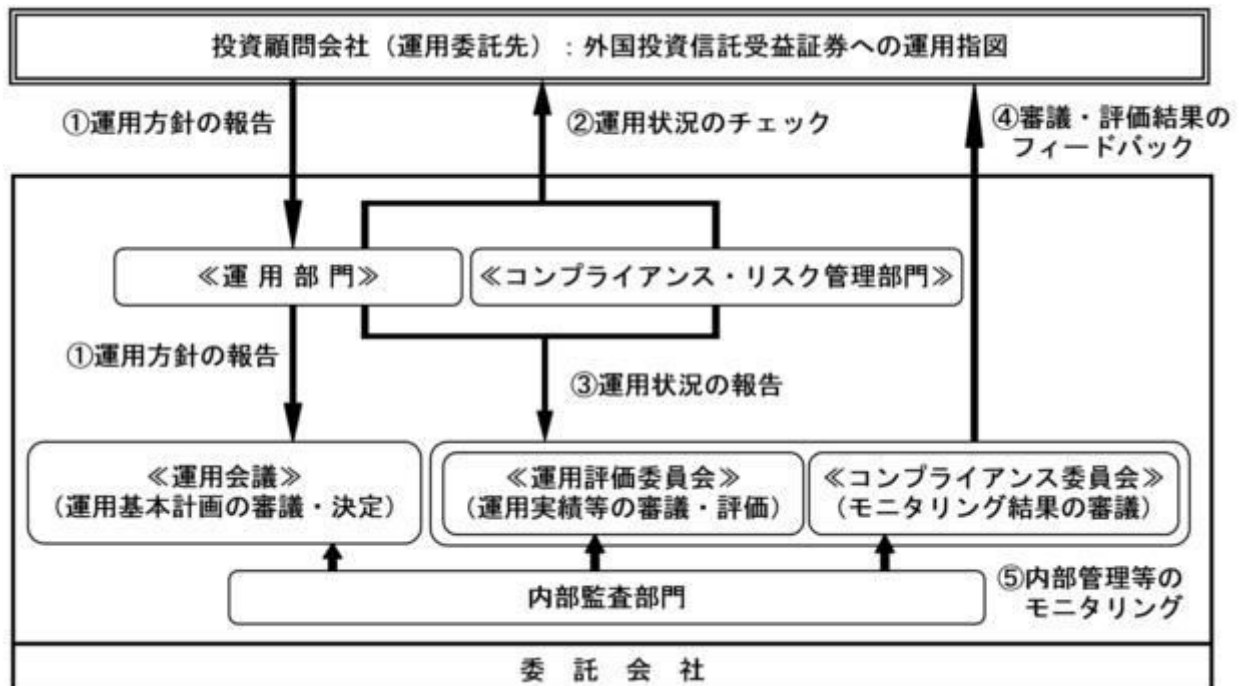 投資顧問会社（運用委託先）：外国投資信託受益証券への運用指図
①運用方針の報告
②運用状況のチェック
④審議・評価結果の
フィードバック
≪運 用 部 門≫
≪コンプライアンス・リスク管理部門≫
①運用方針の報告
③運用状況の報告
≪運用会議≫
（運用基本計画の審議・決定）
≪運用評価委員会≫
（運用実績等の審議・評価）
≪コンプライアンス委員会≫
（モニタリング結果の審議）
内部監査部門
⑤内部管理等の
モニタリング
委 託 会 社